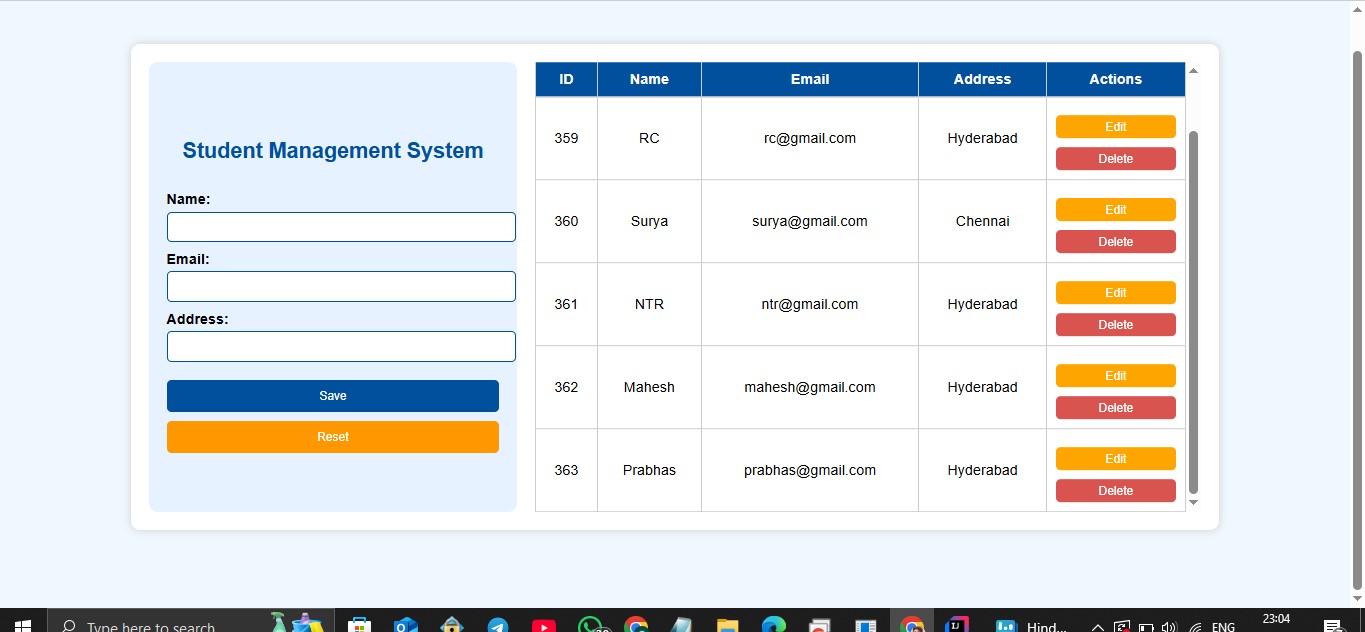 Student Management System
Name:
Email:
Address:
Save
Reset
ID Name Email Address Actions
359 RC rc@gmail.com Hyderabad Edit
Delete
360 Surya surya@gmail.com Chennai Edit
Delete
361 NTR ntr@gmail.com Hyderabad Edit
Delete
362 Mahesh mahesh@gmail.com Hyderabad Edit
Delete
363 Prabhas prabhas@gmail.com Hyderabad Edit
Delete
Type here to search Hind... ENG 23:04